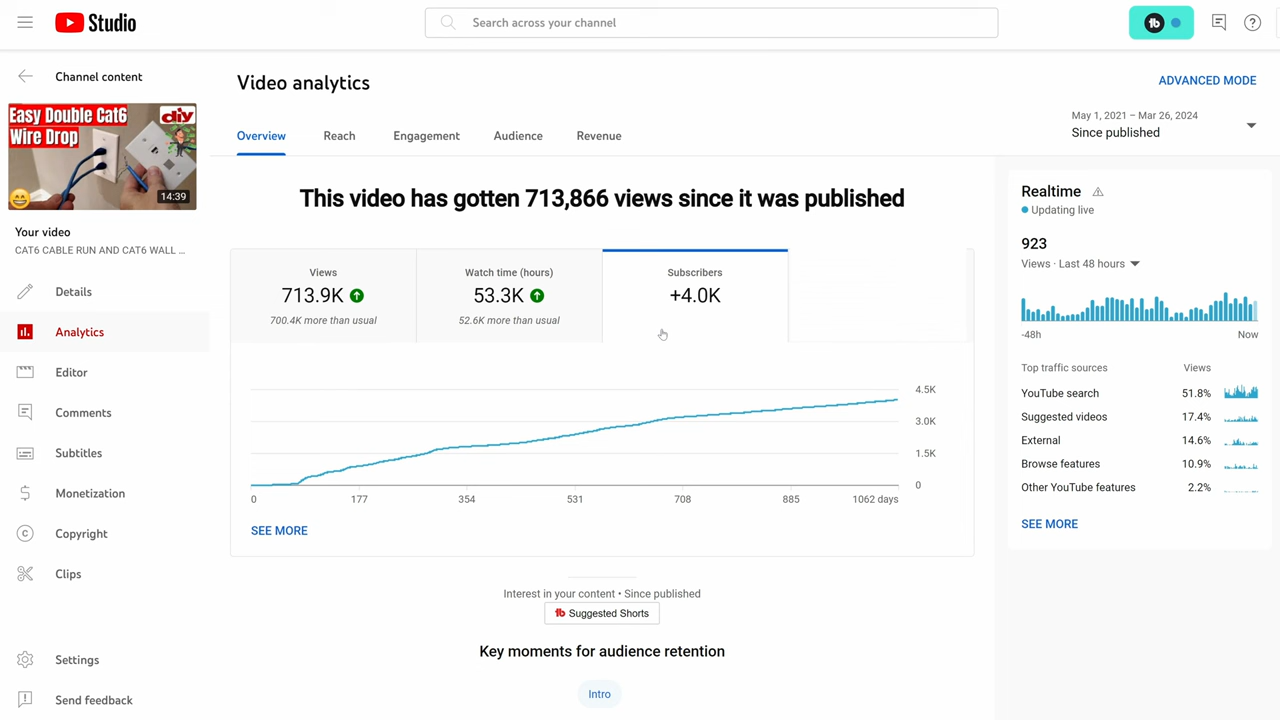 Studio
Search across your channel
Channel content
Easy Double Cat6
Wire Drop
diy
14:39
Your video
CAT6 CABLE RUN AND CAT6 WALL ...
Details
Analytics
Editor
Comments
Subtitles
Monetization
Copyright
Clips
Settings
Send feedback
Video analytics
ADVANCED MODE
Overview
Reach
Engagement
Audience
Revenue
May 1, 2021 – Mar 26, 2024
Since published
This video has gotten 713,866 views since it was published
Views
713.9K
700.4K more than usual
Watch time (hours)
53.3K
52.6K more than usual
Subscribers
+4.0K
4.5K
3.0K
1.5K
0
0 177 354 531 708 885 1062 days
SEE MORE
Interest in your content • Since published
tb Suggested Shorts
Key moments for audience retention
Intro
Realtime
Updating live
923
Views · Last 48 hours
-48h Now
Top traffic sources Views
YouTube search 51.8%
Suggested videos 17.4%
External 14.6%
Browse features 10.9%
Other YouTube features 2.2%
SEE MORE